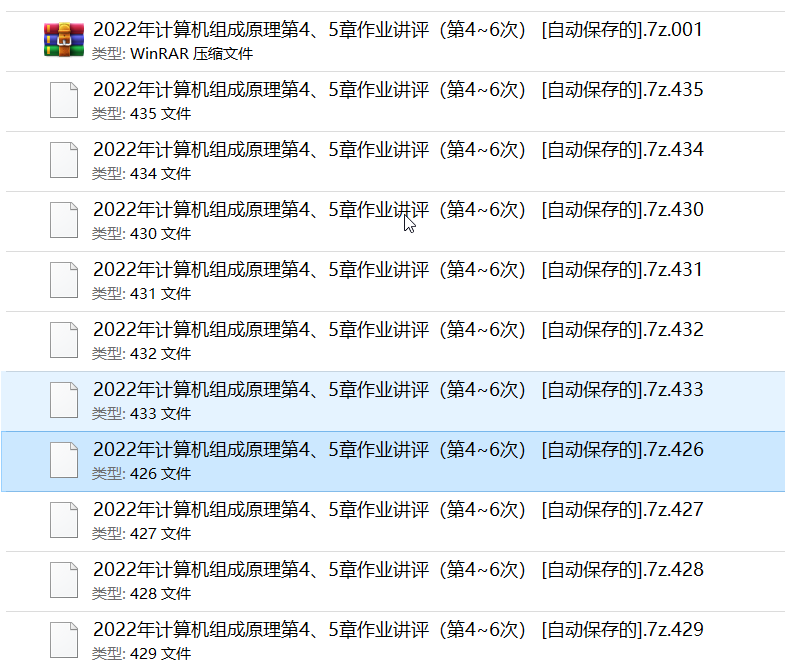 2022年计算机组成原理第4、5章作业讲评（第4~6次） [自动保存的].7z.001
类型: WinRAR 压缩文件
2022年计算机组成原理第4、5章作业讲评（第4~6次） [自动保存的].7z.435
类型: 435 文件
2022年计算机组成原理第4、5章作业讲评（第4~6次） [自动保存的].7z.434
类型: 434 文件
2022年计算机组成原理第4、5章作业讲评（第4~6次） [自动保存的].7z.430
类型: 430 文件
2022年计算机组成原理第4、5章作业讲评（第4~6次） [自动保存的].7z.431
类型: 431 文件
2022年计算机组成原理第4、5章作业讲评（第4~6次） [自动保存的].7z.432
类型: 432 文件
2022年计算机组成原理第4、5章作业讲评（第4~6次） [自动保存的].7z.433
类型: 433 文件
2022年计算机组成原理第4、5章作业讲评（第4~6次） [自动保存的].7z.426
类型: 426 文件
2022年计算机组成原理第4、5章作业讲评（第4~6次） [自动保存的].7z.427
类型: 427 文件
2022年计算机组成原理第4、5章作业讲评（第4~6次） [自动保存的].7z.428
类型: 428 文件
2022年计算机组成原理第4、5章作业讲评（第4~6次） [自动保存的].7z.429
类型: 429 文件